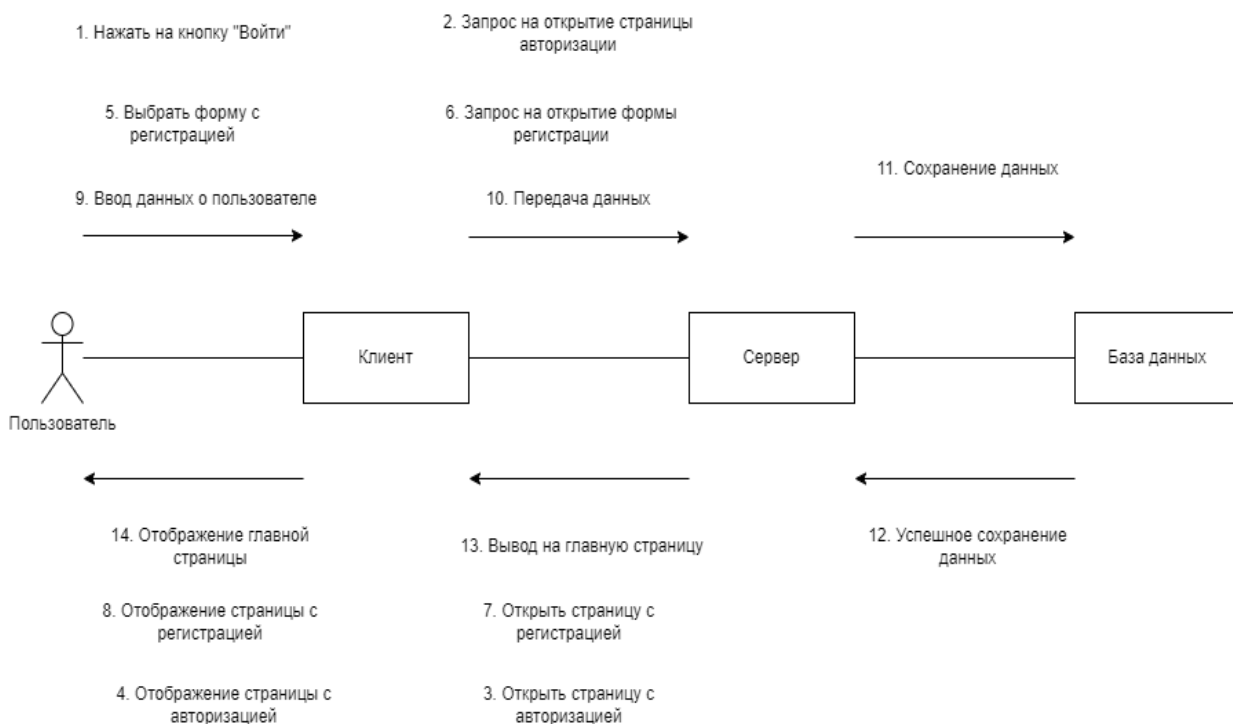 1. Нажать на кнопку "Войти"
2. Запрос на открытие страницы
авторизации
5. Выбрать форму с
регистрацией
6. Запрос на открытие формы
регистрации
11. Сохранение данных
9. Ввод данных о пользователе
10. Передача данных
Клиент
Сервер
База данных
Пользователь
14. Отображение главной
страницы
13. Вывод на главную страницу
12. Успешное сохранение
данных
8. Отображение страницы с
регистрацией
7. Открыть страницу с
регистрацией
4. Отображение страницы с
авторизацией
3. Открыть страницу с
авторизацией